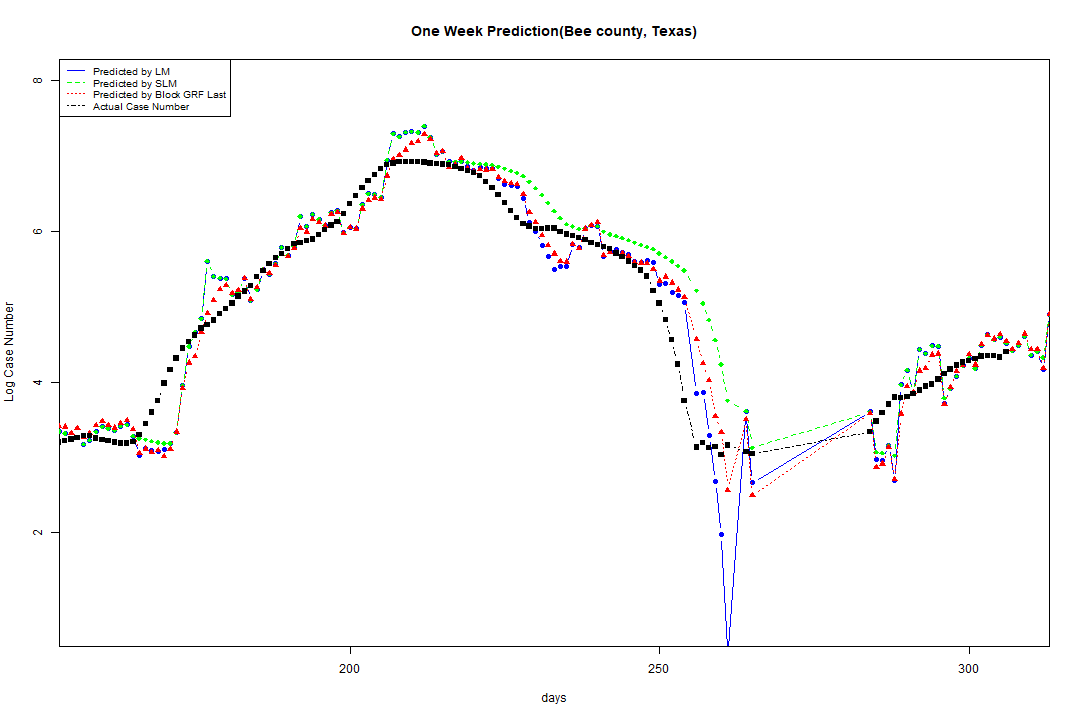 One Week Prediction(Bee county, Texas)
Predicted by LM
Predicted by SLM
Predicted by Block GRF Last
Actual Case Number
8
6
4
2
Log Case Number
200
250
300
days